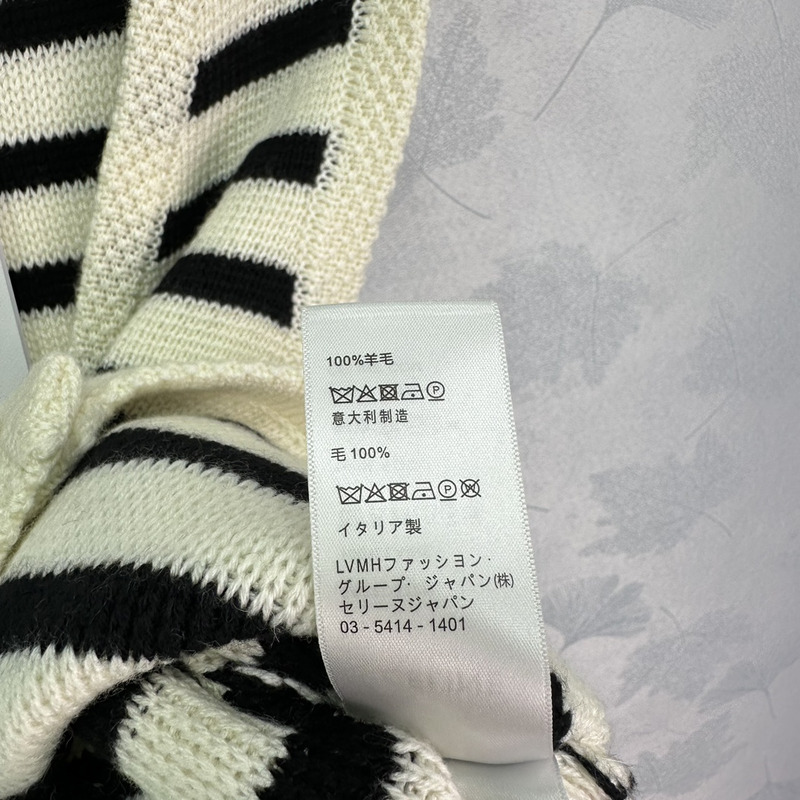 100%羊毛
意大利制造
毛 100%
イタリア製
LVMHファッション·
グループ· ジャパン㈱
セリーヌジャパン
03 - 5414 - 1401